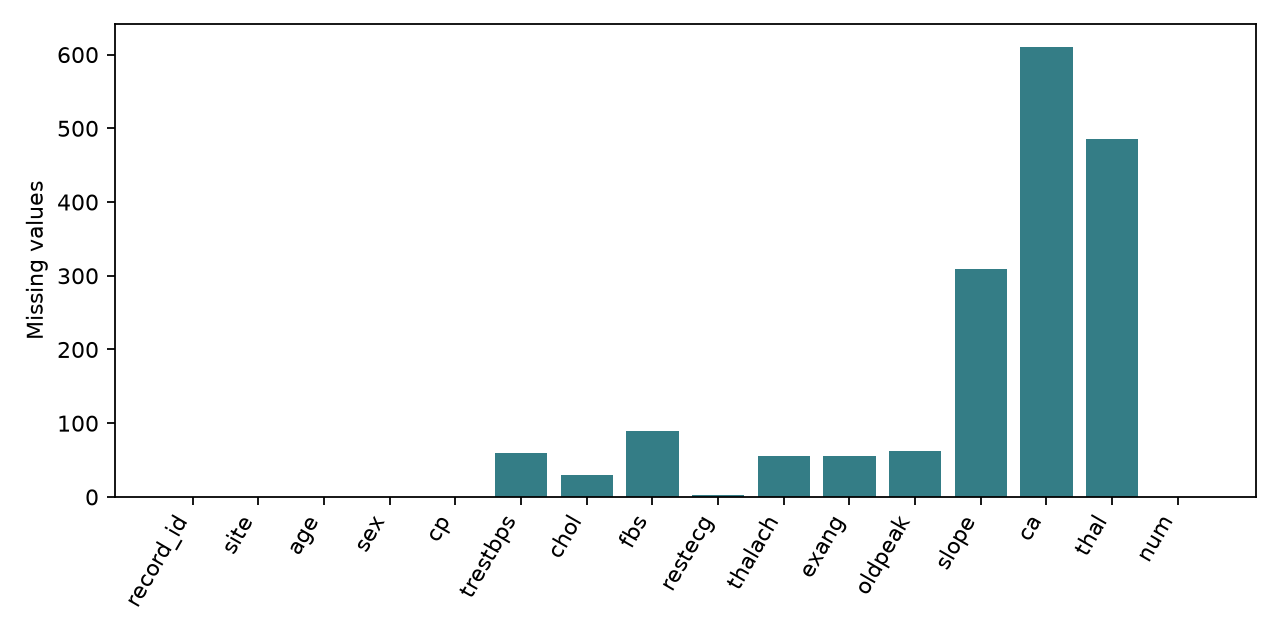 Missing values
600
500
400
300
200
100
0
record_id
site
age
sex
cp
trestbps
chol
fbs
restecg
thalach
exang
oldpeak
slope
ca
thal
num